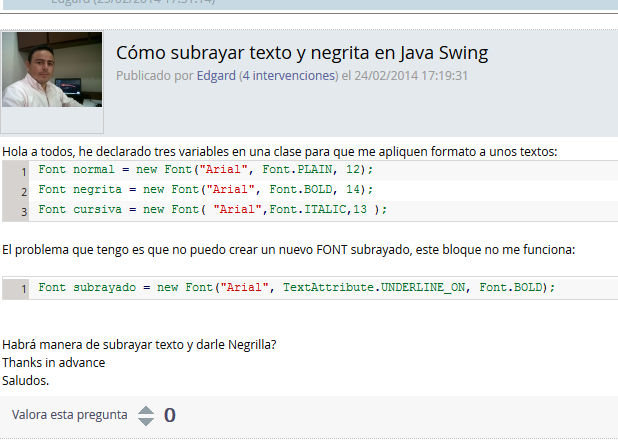 Edgard (25/02/2014 17:51:14)
Cómo subrayar texto y negrita en Java Swing
Publicado por Edgard (4 intervenciones) el 24/02/2014 17:19:31
Hola a todos, he declarado tres variables en una clase para que me apliquen formato a unos textos:
1 Font normal = new Font("Arial", Font.PLAIN, 12);
2 Font negrita = new Font("Arial", Font.BOLD, 14);
3 Font cursiva = new Font( "Arial",Font.ITALIC,13 );
El problema que tengo es que no puedo crear un nuevo FONT subrayado, este bloque no me funciona:
1 Font subrayado = new Font("Arial", TextAttribute.UNDERLINE_ON, Font.BOLD);
Habrá manera de subrayar texto y darle Negrilla?
Thanks in advance
Saludos.
Valora esta pregunta 0